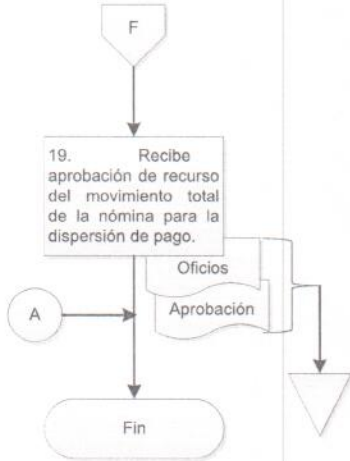 F
19. Recibe
aprobación de recurso
del movimiento total
de la nómina para la
dispersión de pago.
Oficios
Aprobación
A
Fin